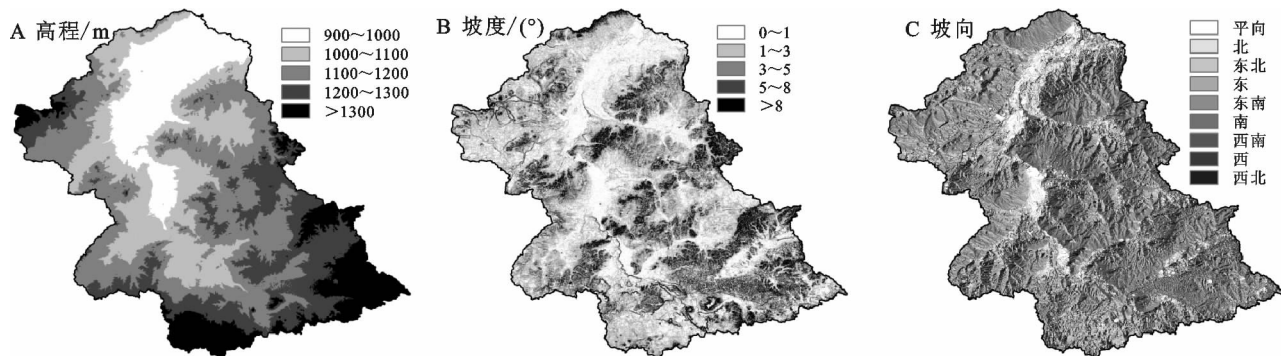 A 高程/m
900～1000
1000～1100
1100～1200
1200～1300
>1300
B 坡度/(°)
0～1
1～3
3～5
5～8
>8
C 坡向
平向
北
东北
东
东南
南
西南
西
西北